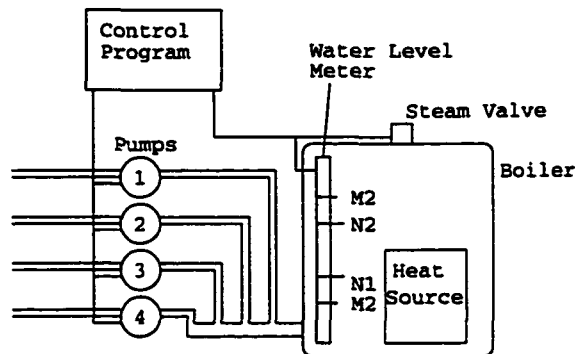 Control
Program
Water Level
Meter
Steam Valve
Pumps
Boiler
1
M2
N2
2
3
N1
Heat
M2
Source
4